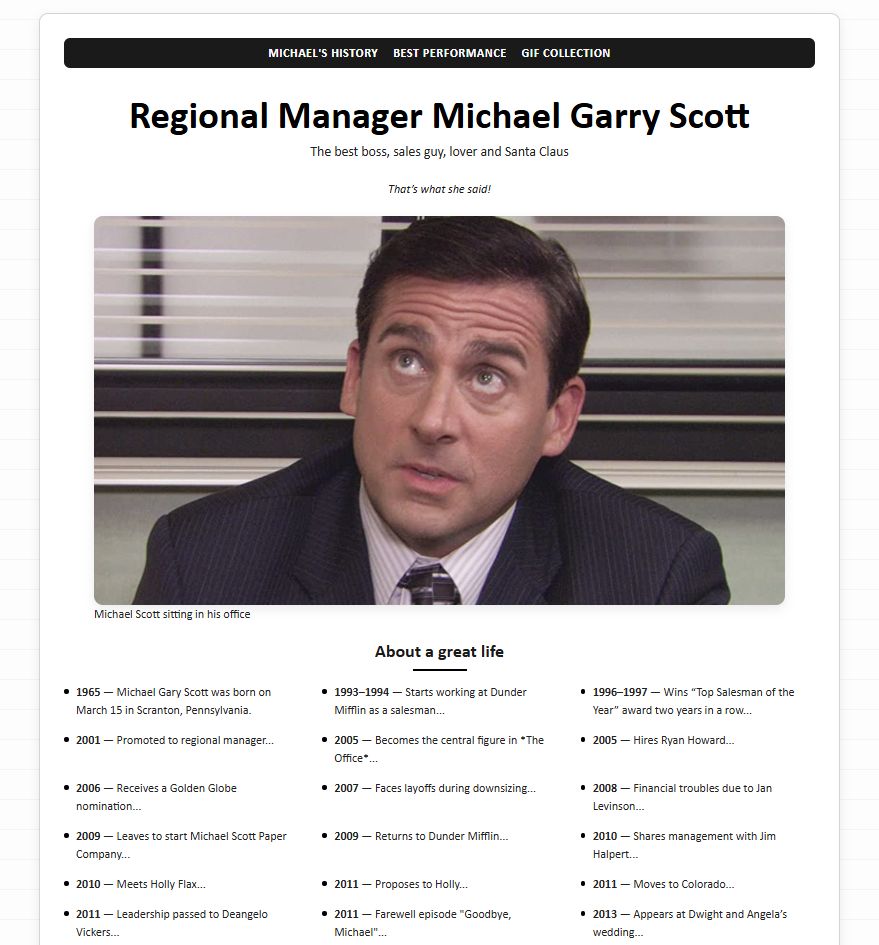 MICHAEL'S HISTORY BEST PERFORMANCE GIF COLLECTION
Regional Manager Michael Garry Scott
The best boss, sales guy, lover and Santa Claus
That's what she said!
Michael Scott sitting in his office
About a great life
1965 — Michael Gary Scott was born on
March 15 in Scranton, Pennsylvania.
1993–1994 — Starts working at Dunder
Mifflin as a salesman...
1996–1997 — Wins “Top Salesman of the
Year” award two years in a row...
2001 — Promoted to regional manager...
2005 — Becomes the central figure in *The
Office*...
2005 — Hires Ryan Howard...
2006 — Receives a Golden Globe
nomination...
2007 — Faces layoffs during downsizing...
2008 — Financial troubles due to Jan
Levinson...
2009 — Leaves to start Michael Scott Paper
Company...
2009 — Returns to Dunder Mifflin...
2010 — Shares management with Jim
Halpert...
2010 — Meets Holly Flax...
2011 — Proposes to Holly...
2011 — Moves to Colorado...
2011 — Leadership passed to Deangelo
Vickers...
2011 — Farewell episode "Goodbye,
Michael"...
2013 — Appears at Dwight and Angela’s
wedding...